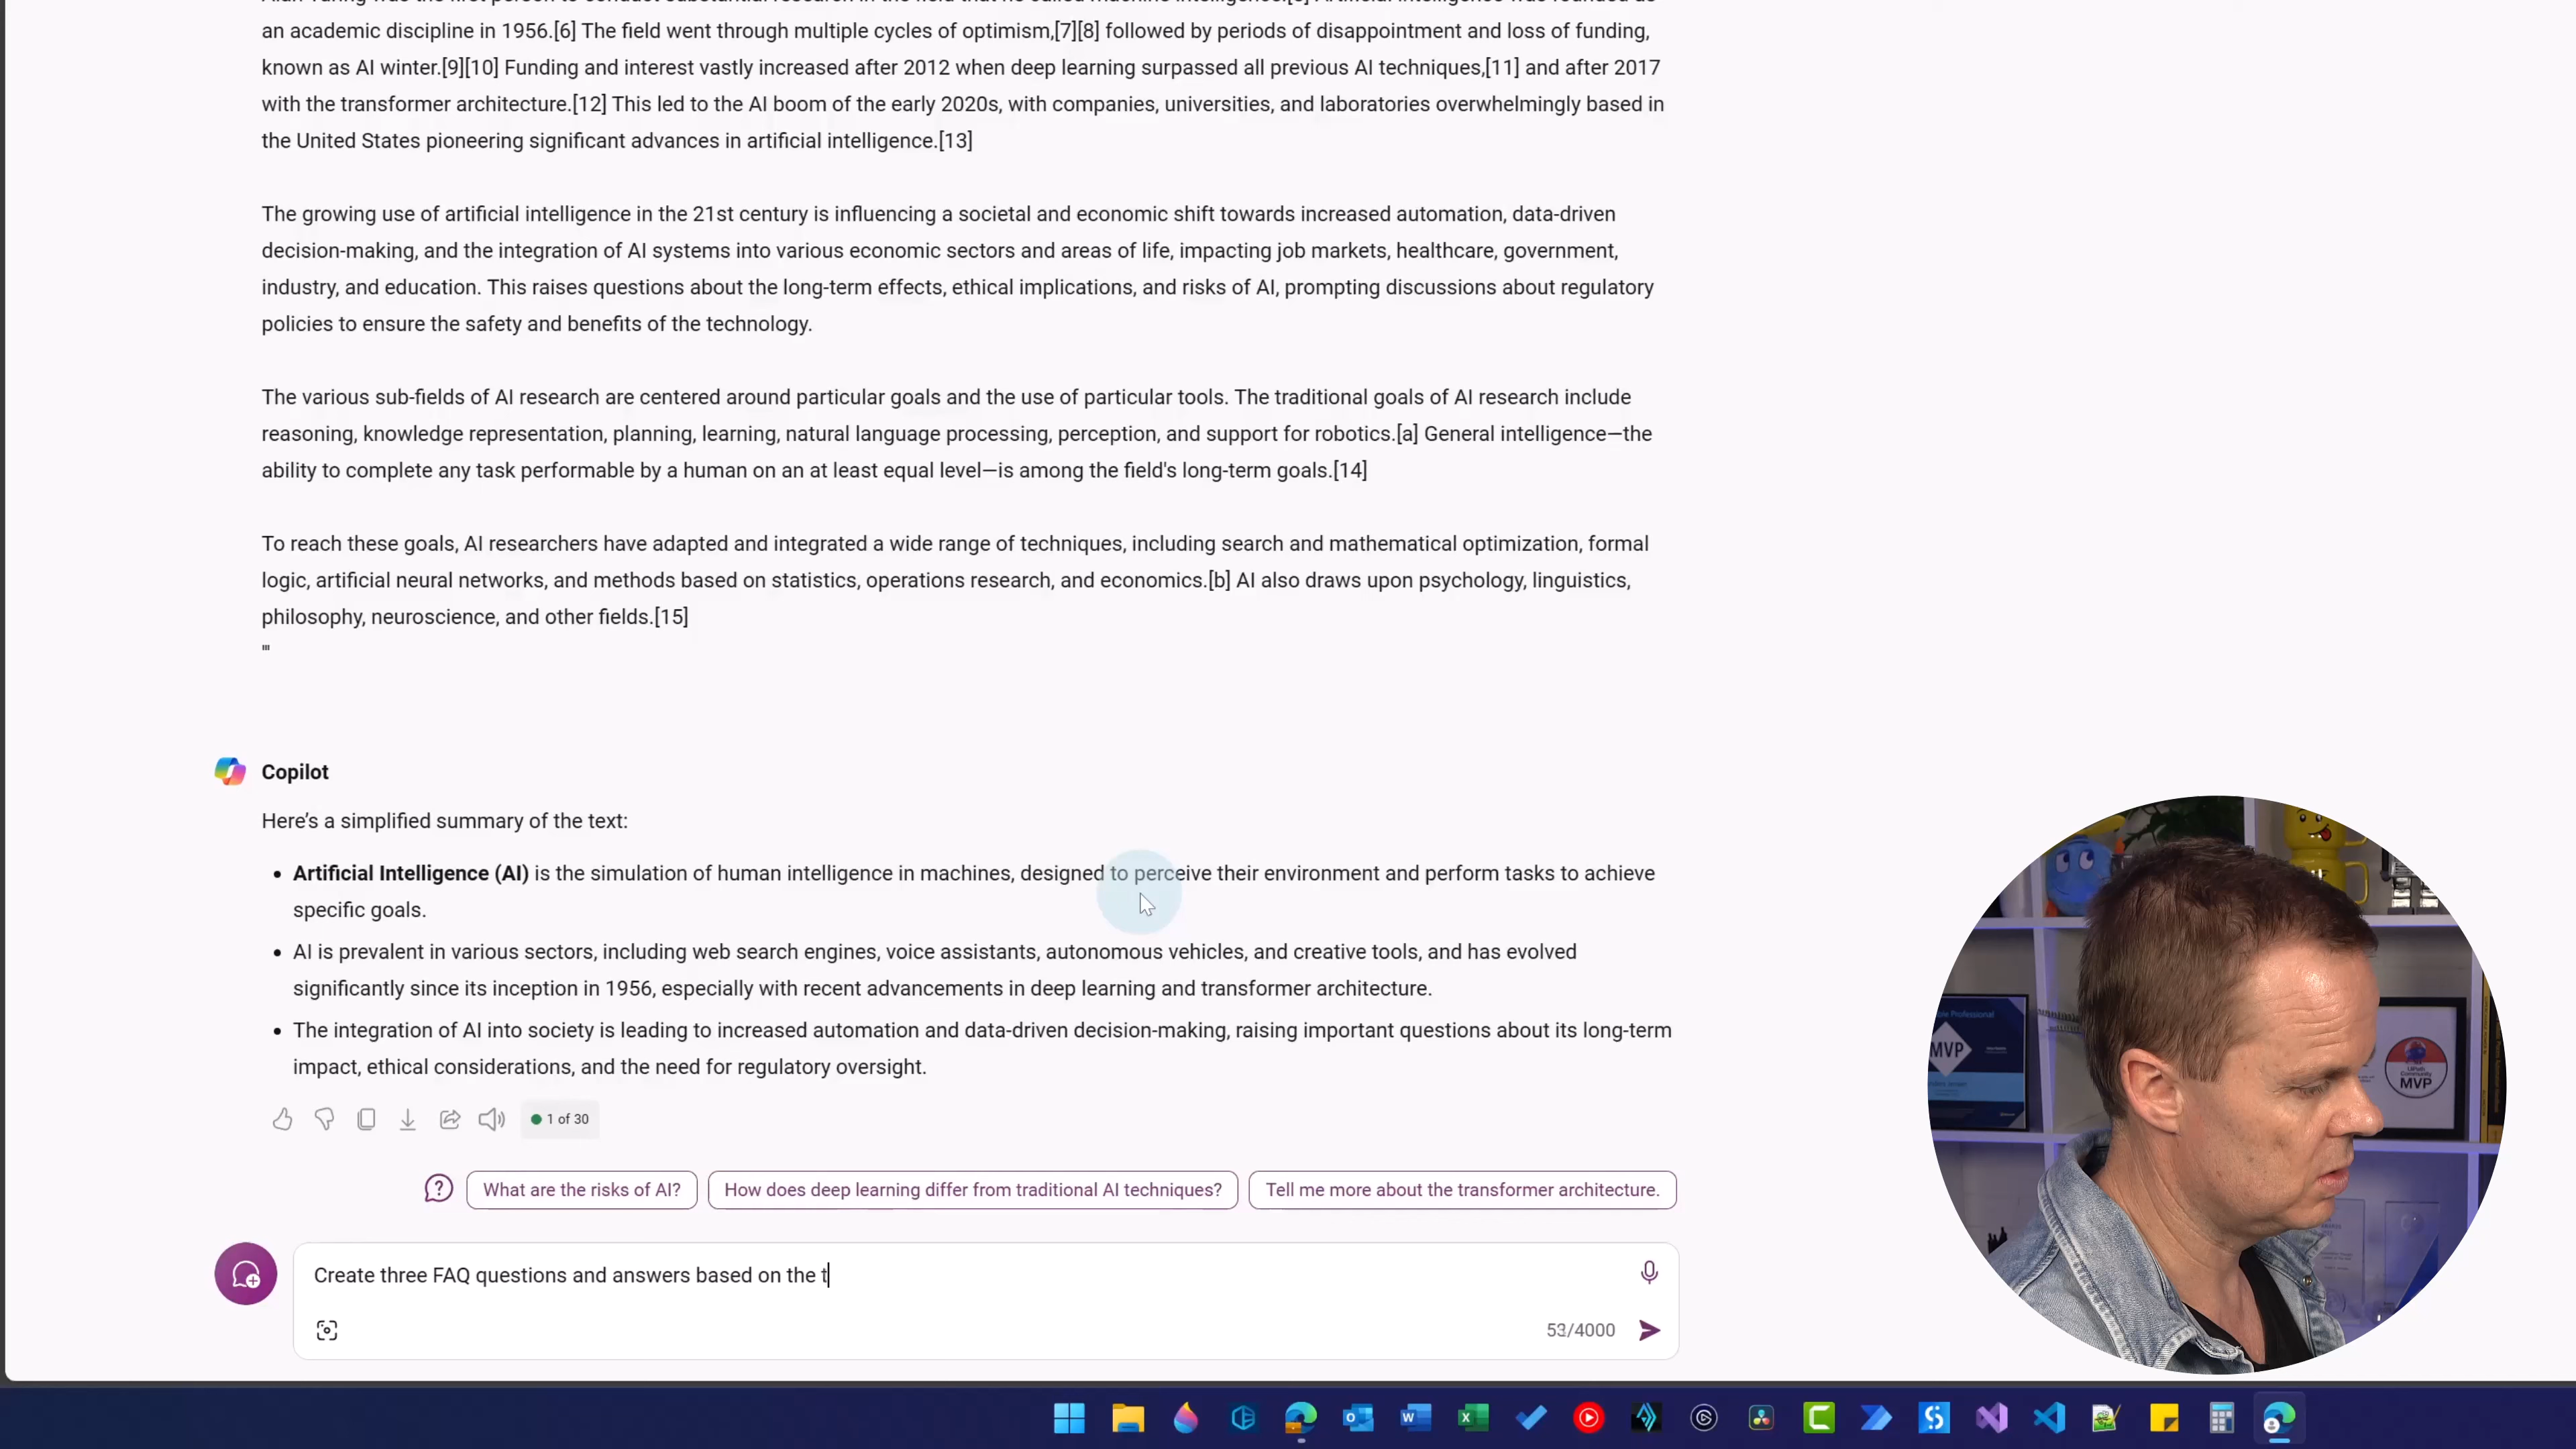 an academic discipline in 1956.[6] The field went through multiple cycles of optimism,[7][8] followed by periods of disappointment and loss of funding,
known as AI winter.[9][10] Funding and interest vastly increased after 2012 when deep learning surpassed all previous AI techniques,[11] and after 2017
with the transformer architecture.[12] This led to the AI boom of the early 2020s, with companies, universities, and laboratories overwhelmingly based in
the United States pioneering significant advances in artificial intelligence.[13]
The growing use of artificial intelligence in the 21st century is influencing a societal and economic shift towards increased automation, data-driven
decision-making, and the integration of AI systems into various economic sectors and areas of life, impacting job markets, healthcare, government,
industry, and education. This raises questions about the long-term effects, ethical implications, and risks of AI, prompting discussions about regulatory
policies to ensure the safety and benefits of the technology.
The various sub-fields of AI research are centered around particular goals and the use of particular tools. The traditional goals of AI research include
reasoning, knowledge representation, planning, learning, natural language processing, perception, and support for robotics.[a] General intelligence—the
ability to complete any task performable by a human on an at least equal level—is among the field's long-term goals.[14]
To reach these goals, AI researchers have adapted and integrated a wide range of techniques, including search and mathematical optimization, formal
logic, artificial neural networks, and methods based on statistics, operations research, and economics.[b] AI also draws upon psychology, linguistics,
philosophy, neuroscience, and other fields.[15]
'''
Copilot
Here's a simplified summary of the text:
• Artificial Intelligence (AI) is the simulation of human intelligence in machines, designed to perceive their environment and perform tasks to achieve
specific goals.
• AI is prevalent in various sectors, including web search engines, voice assistants, autonomous vehicles, and creative tools, and has evolved
significantly since its inception in 1956, especially with recent advancements in deep learning and transformer architecture.
• The integration of AI into society is leading to increased automation and data-driven decision-making, raising important questions about its long-term
impact, ethical considerations, and the need for regulatory oversight.
1 of 30
What are the risks of AI?
How does deep learning differ from traditional AI techniques?
Tell me more about the transformer architecture.
Create three FAQ questions and answers based on the t
/4000
MVP
MVP